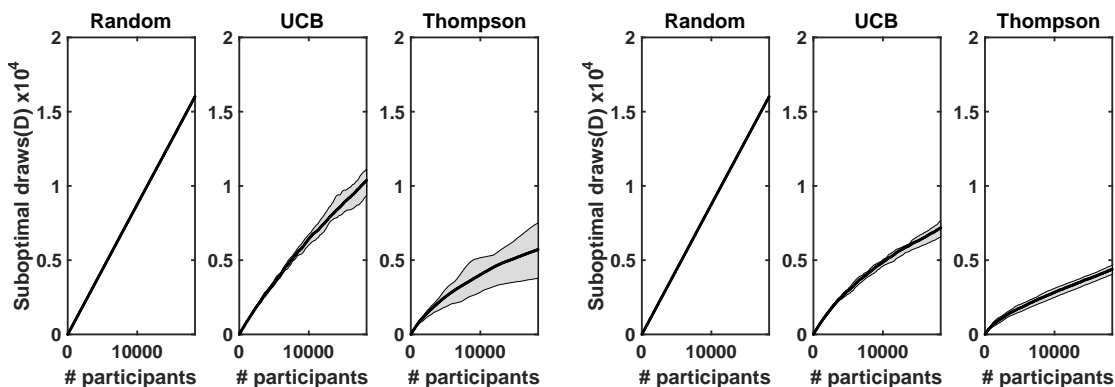 Random UCB Thompson Random UCB Thompson
Suboptimal draws(D) x10^4
2 2 2
1.5 1.5 1.5
1 1 1
0.5 0.5 0.5
0 0 0
0 10000 0 10000 0 10000
# participants # participants # participants
Suboptimal draws(D) x10^4
2 2 2
1.5 1.5 1.5
1 1 1
0.5 0.5 0.5
0 0 0
0 10000 0 10000 0 10000
# participants # participants # participants